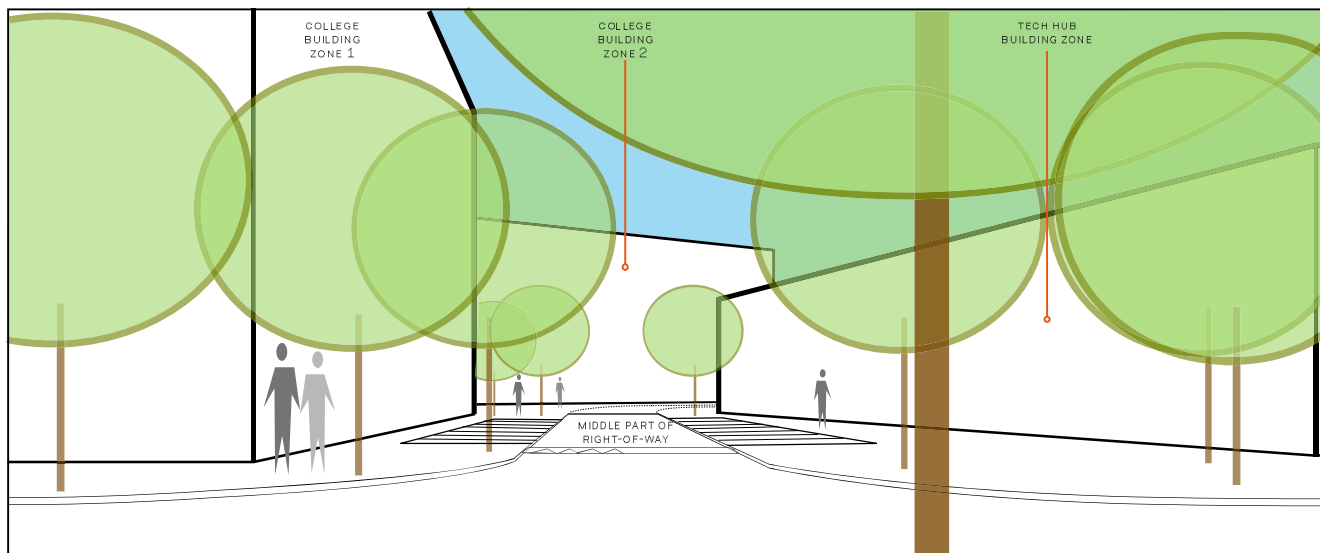 COLLEGE
BUILDING
ZONE 1
COLLEGE
BUILDING
ZONE 2
TECH HUB
BUILDING ZONE
MIDDLE PART OF
RIGHT-OF-WAY